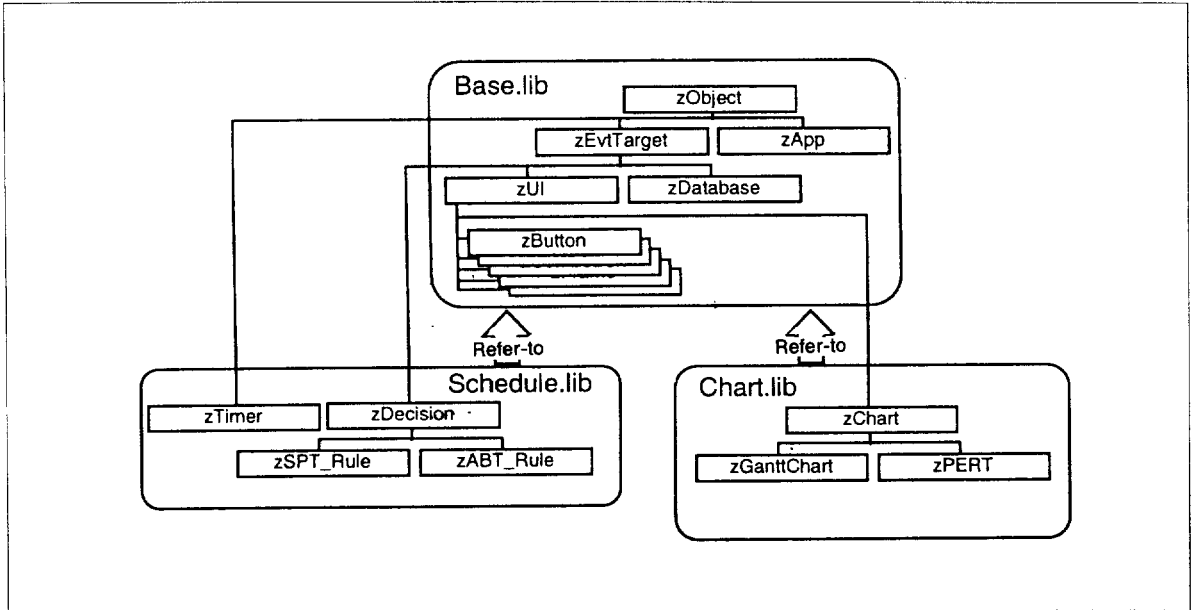 Base.lib
zObject
zEvtTarget
zApp
zUI
zDatabase
zButton
Refer-to
Refer-to
Schedule.lib
Chart.lib
zTimer
zDecision
zChart
zSPT_Rule
zABT_Rule
zGanttChart
zPERT